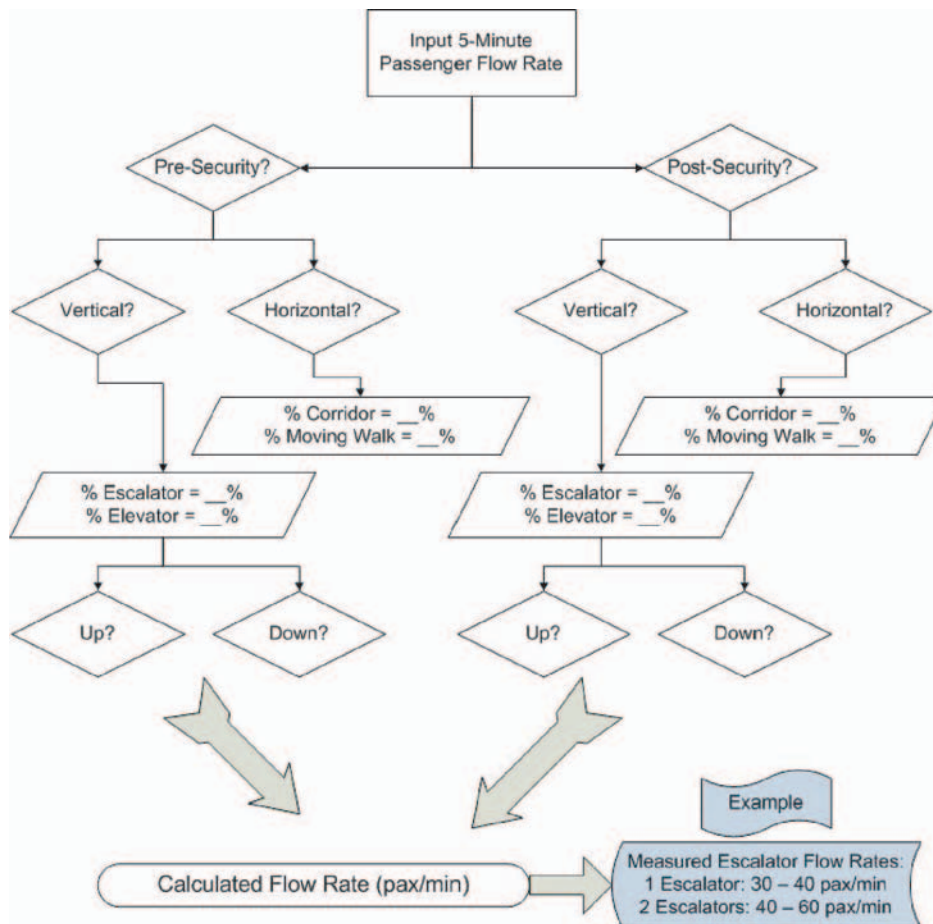 Input 5-Minute
Passenger Flow Rate
Pre-Security?
Post-Security?
Vertical?
Horizontal?
Vertical?
Horizontal?
% Corridor = __%
% Moving Walk = __%
% Corridor = __%
% Moving Walk = __%
% Escalator = __%
% Elevator = __%
% Escalator = __%
% Elevator = __%
Up?
Down?
Up?
Down?
Example
Calculated Flow Rate (pax/min)
Measured Escalator Flow Rates:
1 Escalator: 30 – 40 pax/min
2 Escalators: 40 – 60 pax/min